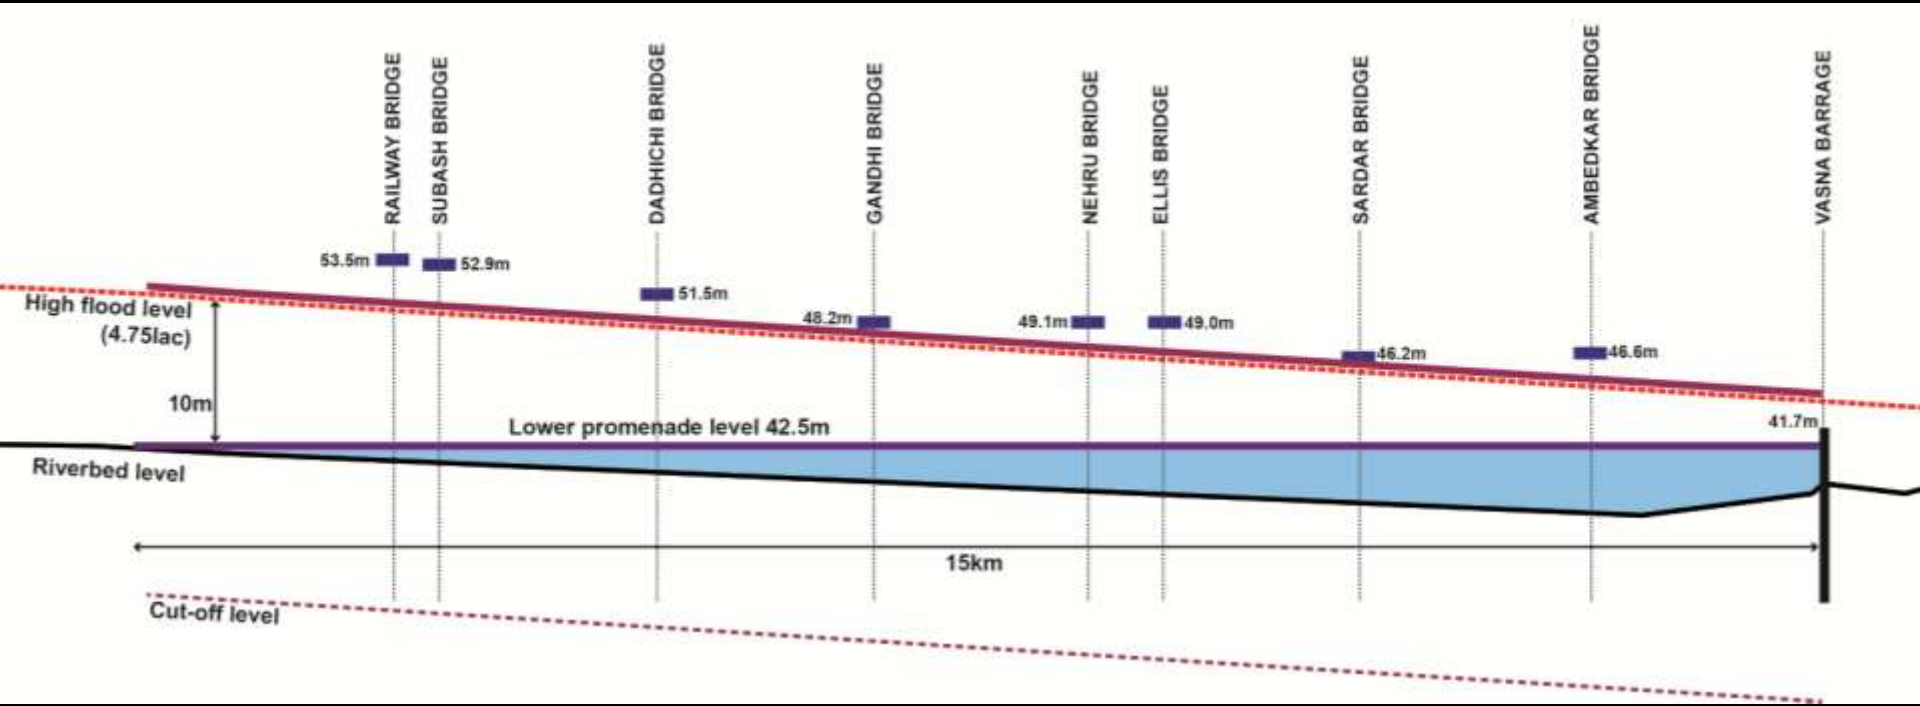 RAILWAY BRIDGE
SUBASH BRIDGE
DADHICHI BRIDGE
GANDHI BRIDGE
NEHRU BRIDGE
ELLIS BRIDGE
SARDAR BRIDGE
AMBEDKAR BRIDGE
VASNA BARRAGE
53.5m
52.9m
51.5m
48.2m
49.1m
49.0m
46.2m
46.6m
High flood level
(4.75lac)
10m
41.7m
Lower promenade level 42.5m
Riverbed level
15km
Cut-off level